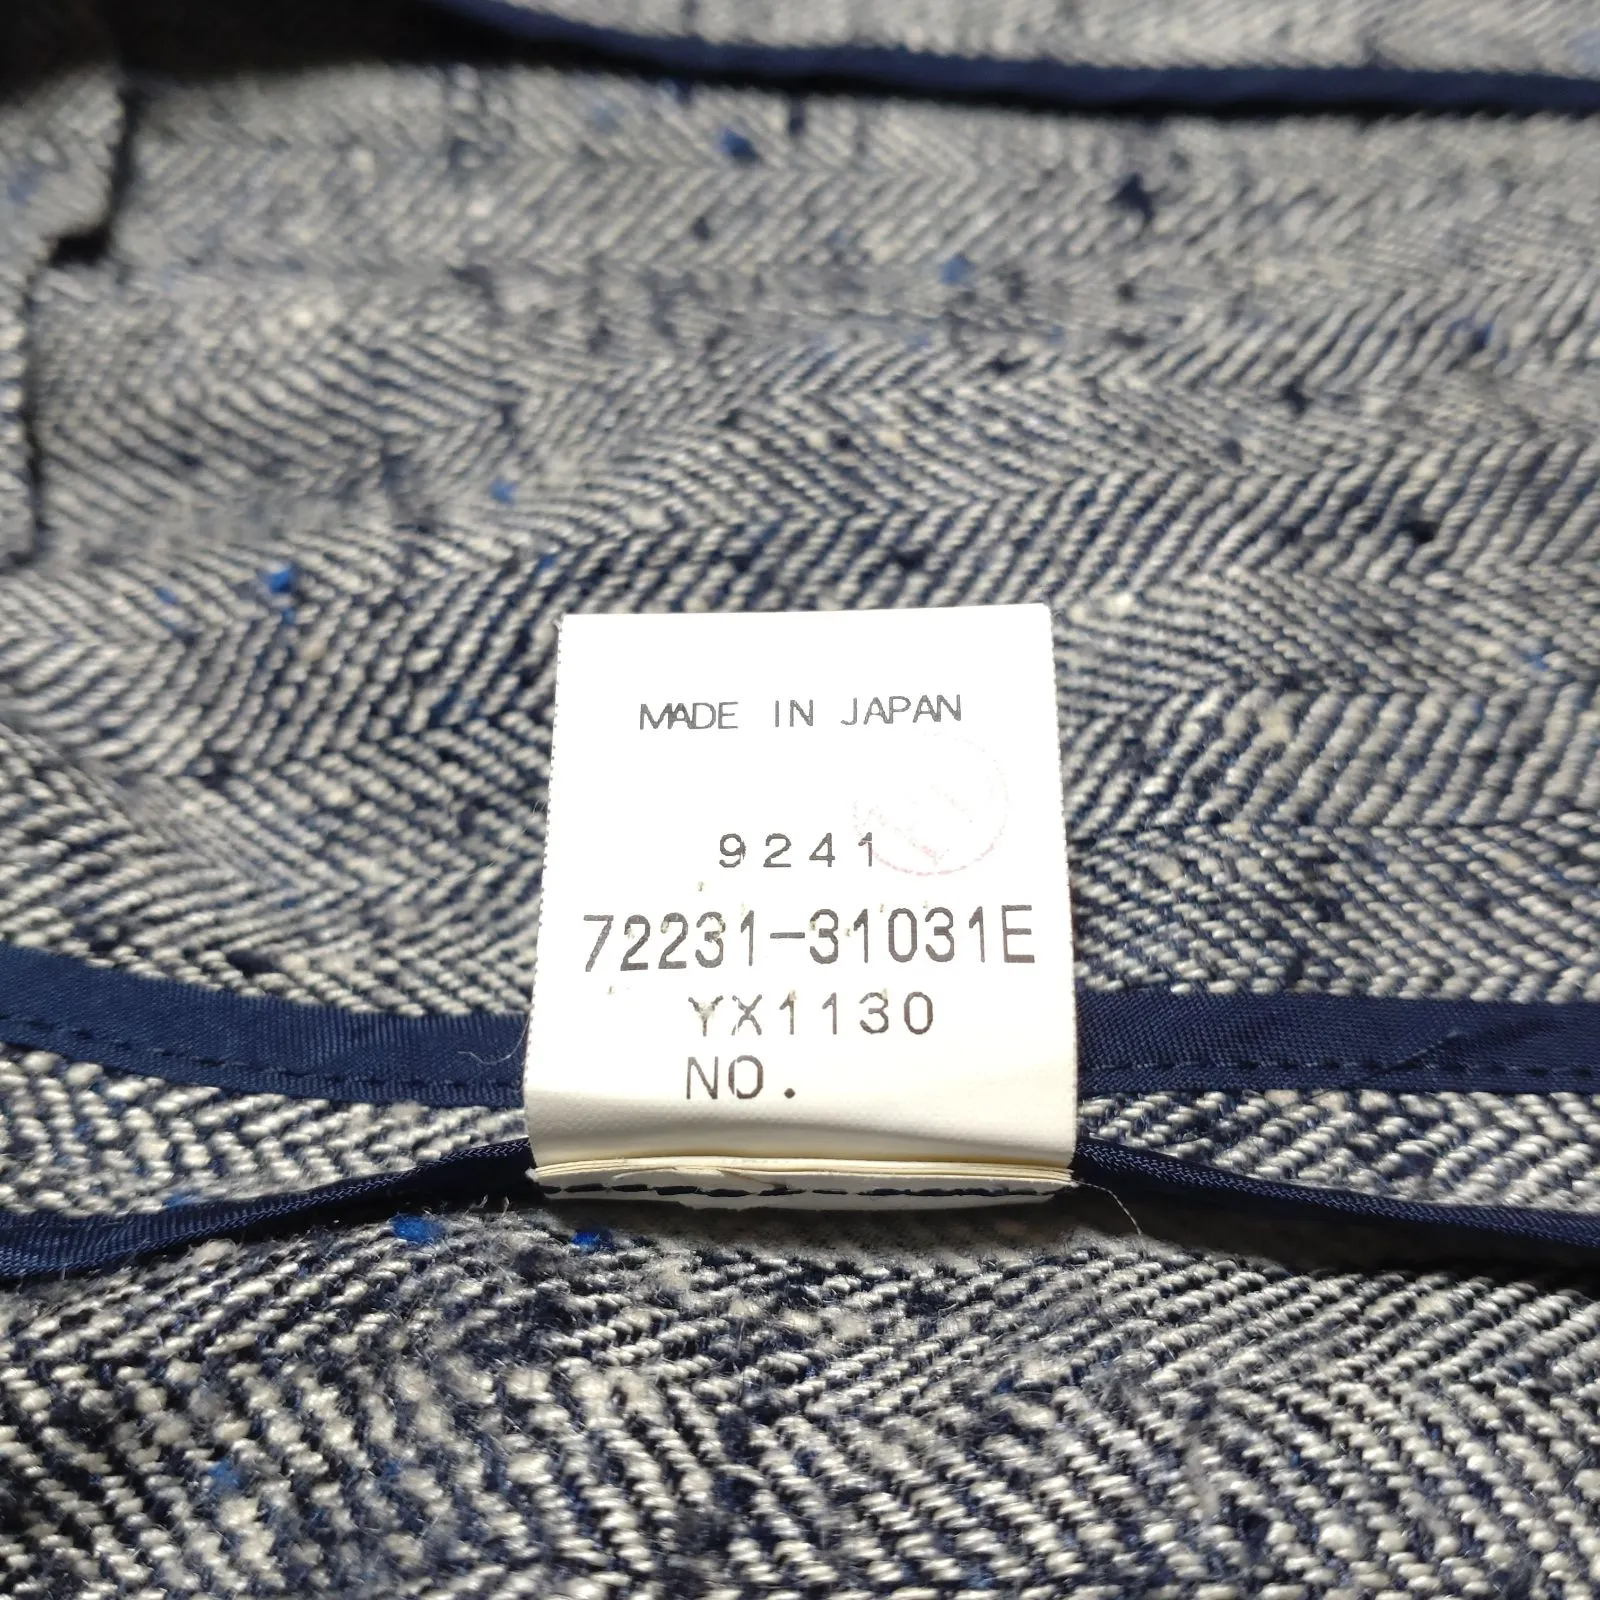 MADE IN JAPAN
9241
72231-31031E
YX1130
NO.